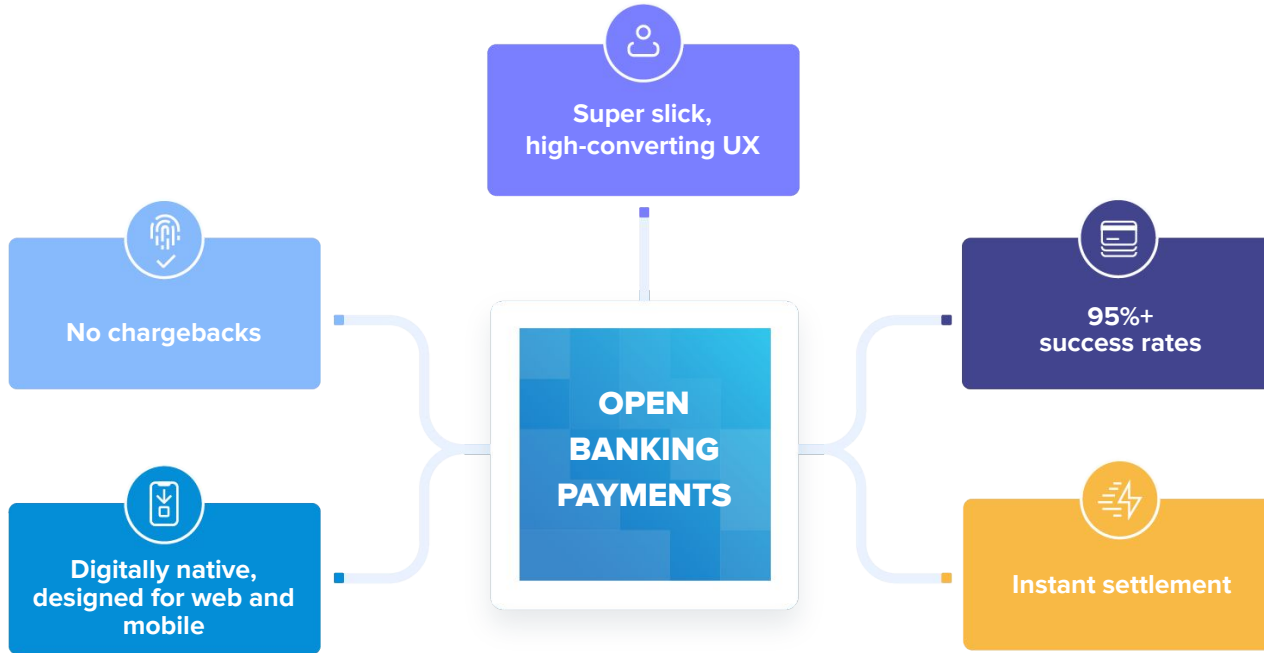 Super slick,
high-converting UX
No chargebacks
95%+
success rates
OPEN
BANKING
PAYMENTS
Digitally native,
designed for web and
mobile
Instant settlement